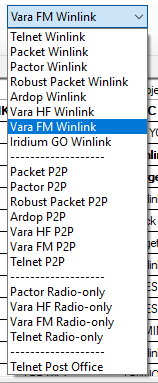 Vara FM Winlink
Telnet Winlink
Packet Winlink
Pactor Winlink
Robust Packet Winlink
Ardop Winlink
Vara HF Winlink
Vara FM Winlink
Iridium GO Winlink
--------------------
Packet P2P
Pactor P2P
Robust Packet P2P
Ardop P2P
Vara HF P2P
Vara FM P2P
Telnet P2P
--------------------
Pactor Radio-only
Vara HF Radio-only
Vara FM Radio-only
Telnet Radio-only
--------------------
Telnet Post Office